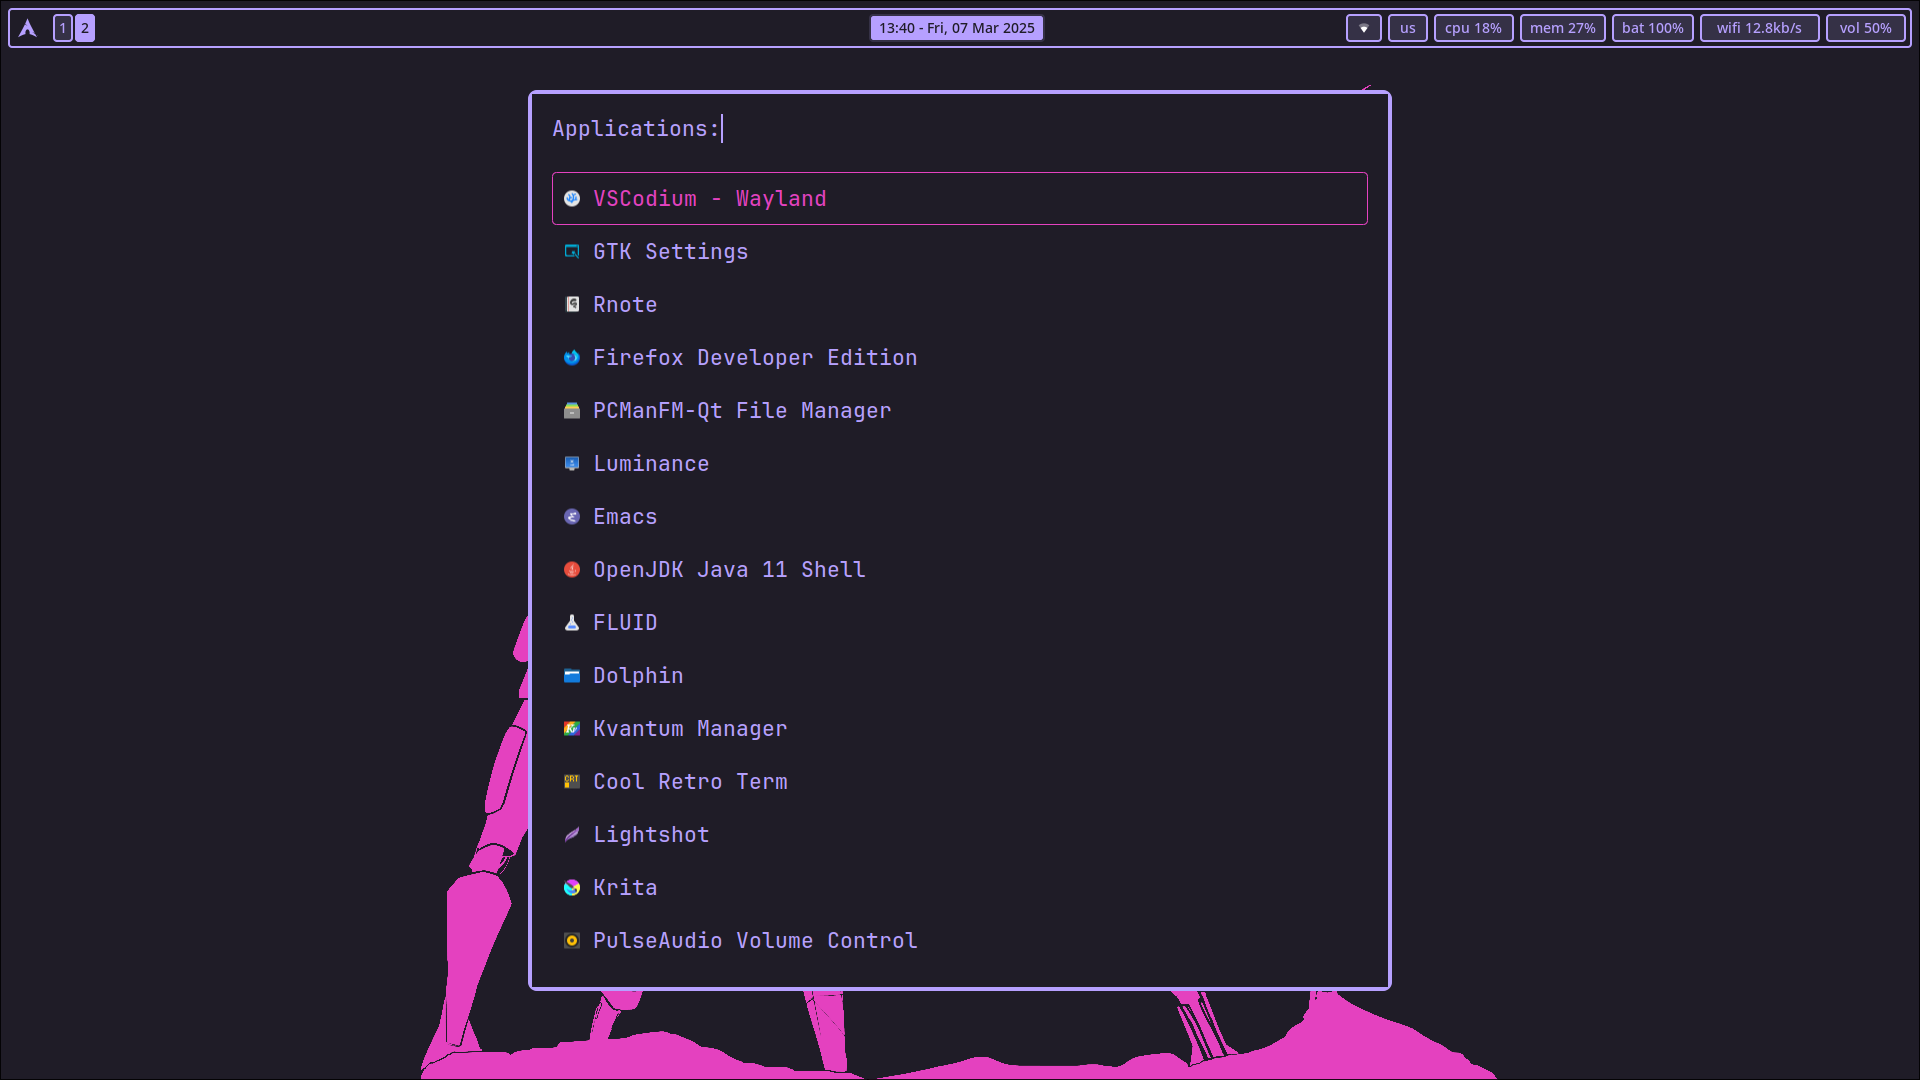 1 2 13:40 - Fri, 07 Mar 2025 us cpu 18% mem 27% bat 100% wifi 12.8kb/s vol 50%
Applications:
VSCodium - Wayland
GTK Settings
Rnote
Firefox Developer Edition
PCManFM-Qt File Manager
Luminance
Emacs
OpenJDK Java 11 Shell
FLUID
Dolphin
Kvantum Manager
CRT Cool Retro Term
Lightshot
Krita
PulseAudio Volume Control